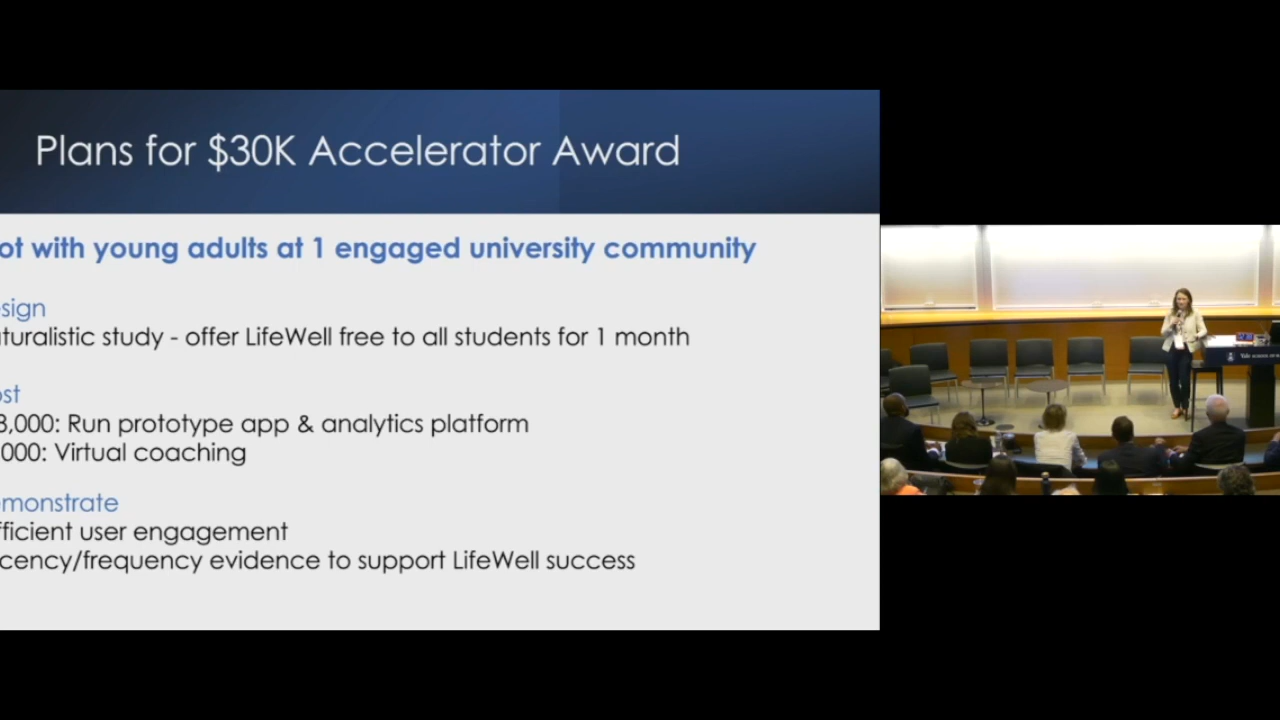 Plans for $30K Accelerator Award
ot with young adults at 1 engaged university community
sign
turalistic study - offer LifeWell free to all students for 1 month
st
3,000: Run prototype app & analytics platform
000: Virtual coaching
monstrate
fficient user engagement
cency/frequency evidence to support LifeWell success
Yale